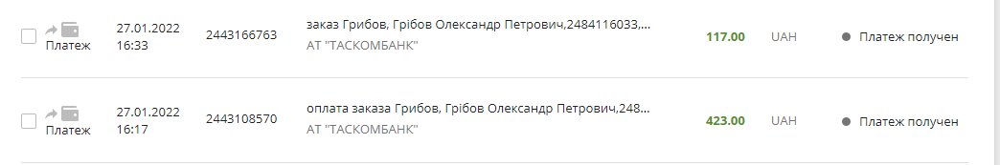 27.01.2022 2443166763 заказ Грибов, Грібов Олександр Петрович,2484116033,... 117.00 UAH Платеж получен
Платеж 16:33 АТ "ТАСКОМБАНК"
27.01.2022 2443108570 оплата заказа Грибов, Грібов Олександр Петрович,248... 423.00 UAH Платеж получен
Платеж 16:17 АТ "ТАСКОМБАНК"